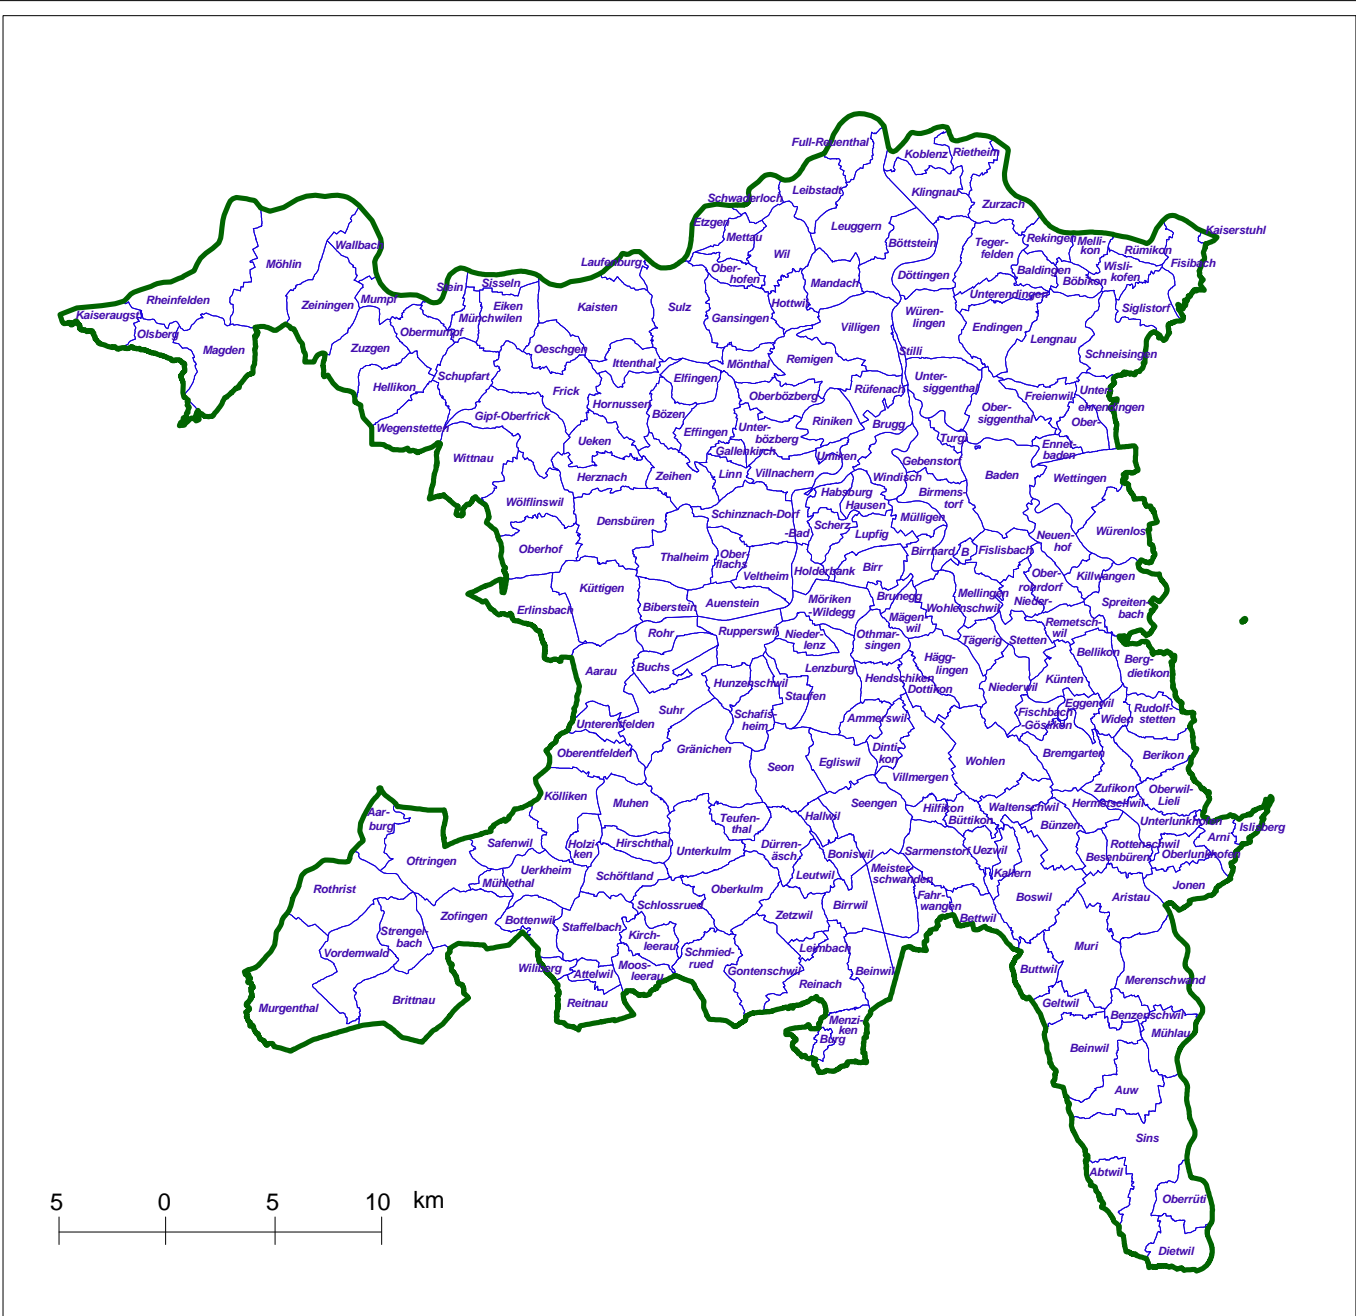 Full-Reuenthal
Koblenz
Rietheim
Schwaderloch
Leibstadt
Klingnau
Zurzach
Etzgen
Mettau
Leuggern
Kaiserstuhl
Wallbach
Wil
Böttstein
Teger-
felden
Rekingen
Melli-
kon
Rümikon
Möhlin
Laufenburg
Ober-
hofen
Mandach
Döttingen
Baldingen
Böbikon
Wisli-
kofen
Fisibach
Rheinfelden
Zeiningen
Mumpf
Stein
Sisseln
Eiken
Münchwilen
Kaisten
Sulz
Gansingen
Hottwil
Unterendingen
Siglistorf
Kaiseraugst
Olsberg
Magden
Obermumpf
Zuzgen
Villigen
Würen-
lingen
Endingen
Lengnau
Oeschgen
Ittenthal
Mönthal
Remigen
Stilli
Schneisingen
Hellikon
Schupfart
Frick
Elfingen
Unter-
siggenthal
Rüfenach
Oberbözberg
Freienwil
Unter
ehrendingen
Ober-
Hornussen
Bözen
Gipf-Oberfrick
Ober-
siggenthal
Wegenstetten
Riniken
Brugg
Effingen
Unter-
bözberg
Ueken
Turgi
Ennet-
baden
Gallenkirch
Umiken
Wittnau
Gebenstorf
Herznach
Zeihen
Linn
Villnachern
Windisch
Baden
Wettingen
Wölflinswil
Habsburg
Hausen
Birmens-
torf
Densbüren
Schinznach-Dorf
-Bad
Scherz
Lupfig
Mülligen
Würenlos
Oberhof
Thalheim
Ober-
flachs
Veltheim
Holderbank
Birr
Birrhard
B
Fislisbach
Neuen-
hof
Küttigen
Ober-
rohrdorf
Killwangen
Nieder-
Erlinsbach
Biberstein
Auenstein
Möriken
-Wildegg
Brunegg
Mägen-
wil
Mellingen
Wohlenschwil
Spreiten-
bach
Rohr
Rupperswil
Nieder-
lenz
Othmar-
singen
Tägerig
Stetten
Remetsch-
wil
Bellikon
Berg-
dietikon
Aarau
Buchs
Hunzenschwil
Lenzburg
Staufen
Hendschiken
Hägg-
lingen
Dottikon
Niederwil
Künten
Suhr
Schafis-
heim
Ammerswil
Fischbach
-Göslikon
Eggenwil
Widen
Rudolf-
stetten
Unterentfelden
Oberentfelden
Gränichen
Seon
Egliswil
Dinti-
kon
Villmergen
Wohlen
Bremgarten
Berikon
Kölliken
Muhen
Seengen
Zufikon
Oberwil-
Lieli
Aar-
burg
Teufen-
thal
Hallwil
Hilfikon
Büttikon
Waltenschwil
Bünzen
Hermetschwil
Unterlunkhofen
Islisberg
Arni
Oftringen
Safenwil
Holzi-
ken
Hirschthal
Unterkulm
Dürren-
äsch
Boniswil
Sarmenstorf
Uezwil
Rottenschwil
Besenbüren
Oberlunkhofen
Rothrist
Mühlethal
Uerkheim
Schöftland
Leutwil
Meister-
schwanden
Kallern
Jonen
Oberkulm
Fahr-
wangen
Boswil
Aristau
Zofingen
Bottenwil
Schlossrued
Zetzwil
Birrwil
Bettwil
Strengel-
bach
Staffelbach
Kirch-
leerau
Vordemwald
Schmied-
rued
Leimbach
Muri
Wiliberg
Attelwil
Moos-
leerau
Gontenschwil
Beinwil
Reinach
Buttwil
Merenschwand
Murgenthal
Brittnau
Reitnau
Geltwil
Benzenschwil
Menzi-
ken
Burg
Mühlau
Beinwil
Auw
Sins
Abtwil
Oberrüti
Dietwil
5 0 5 10 km